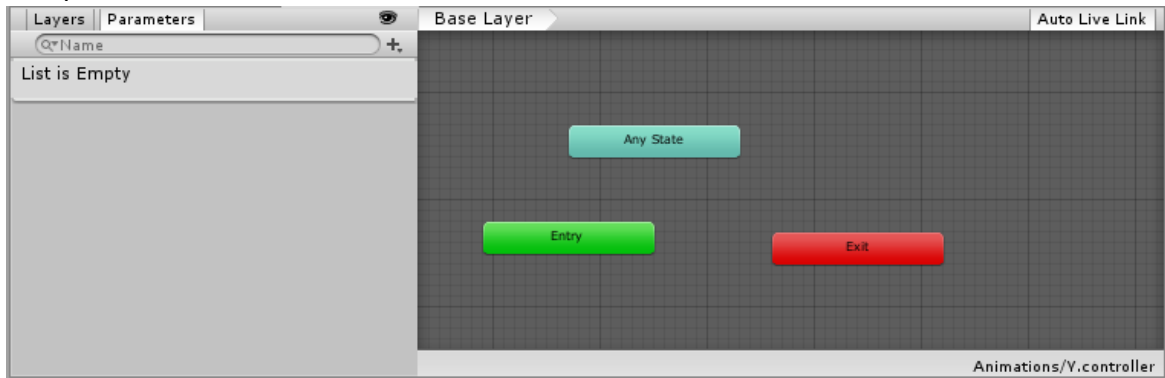 Layers Parameters
Base Layer
Auto Live Link
Name
List is Empty
Any State
Entry
Exit
Animations/Y.controller